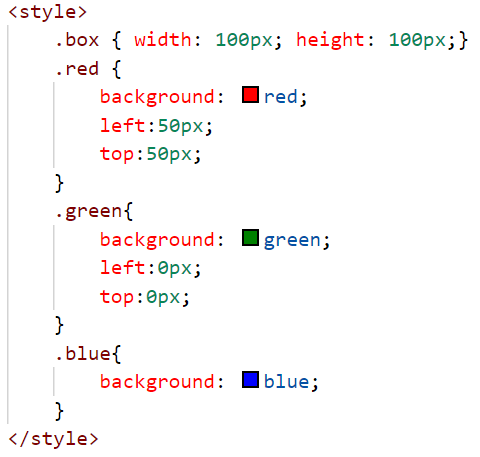 <style>
.box { width: 100px; height: 100px;}
.red {
background: red;
left:50px;
top:50px;
}
.green{
background: green;
left:0px;
top:0px;
}
.blue{
background: blue;
}
</style>